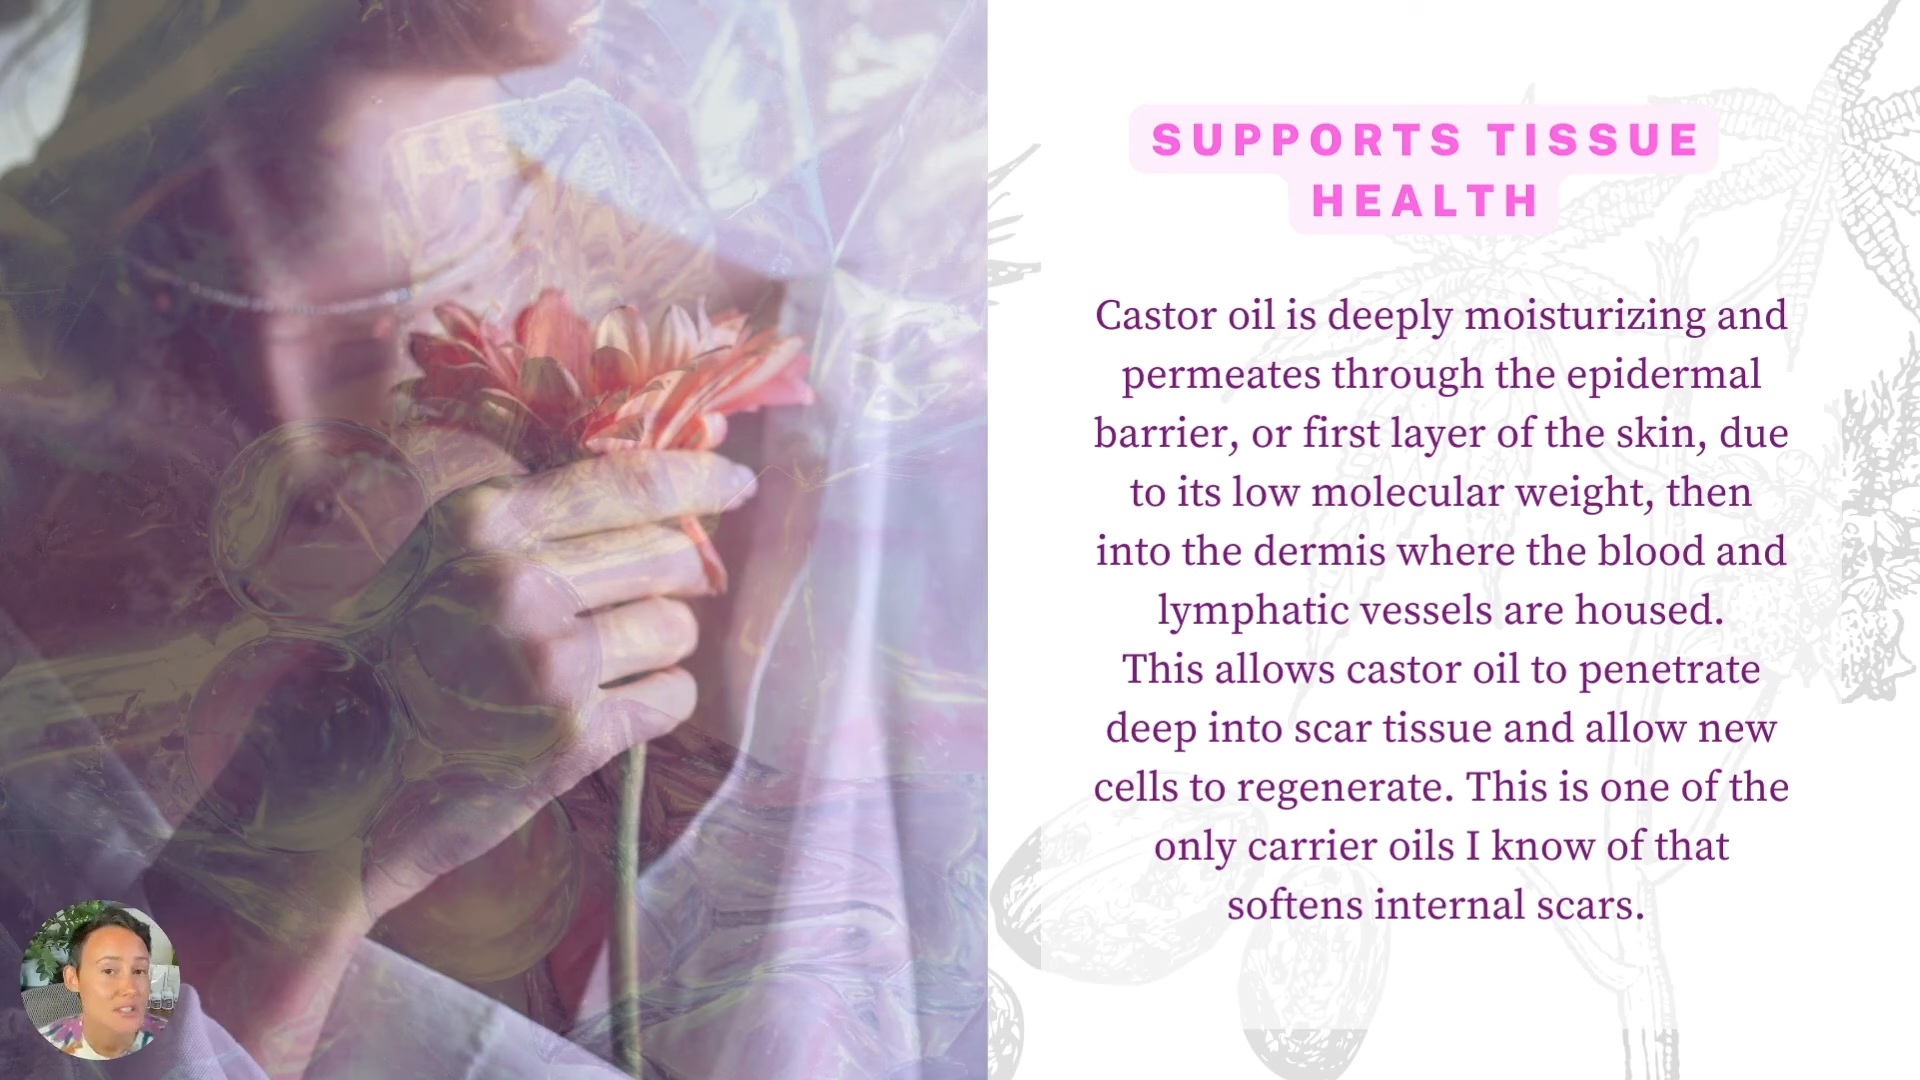 SUPPORTS TISSUE
HEALTH
Castor oil is deeply moisturizing and
permeates through the epidermal
barrier, or first layer of the skin, due
to its low molecular weight, then
into the dermis where the blood and
lymphatic vessels are housed.
This allows castor oil to penetrate
deep into scar tissue and allow new
cells to regenerate. This is one of the
only carrier oils I know of that
softens internal scars.